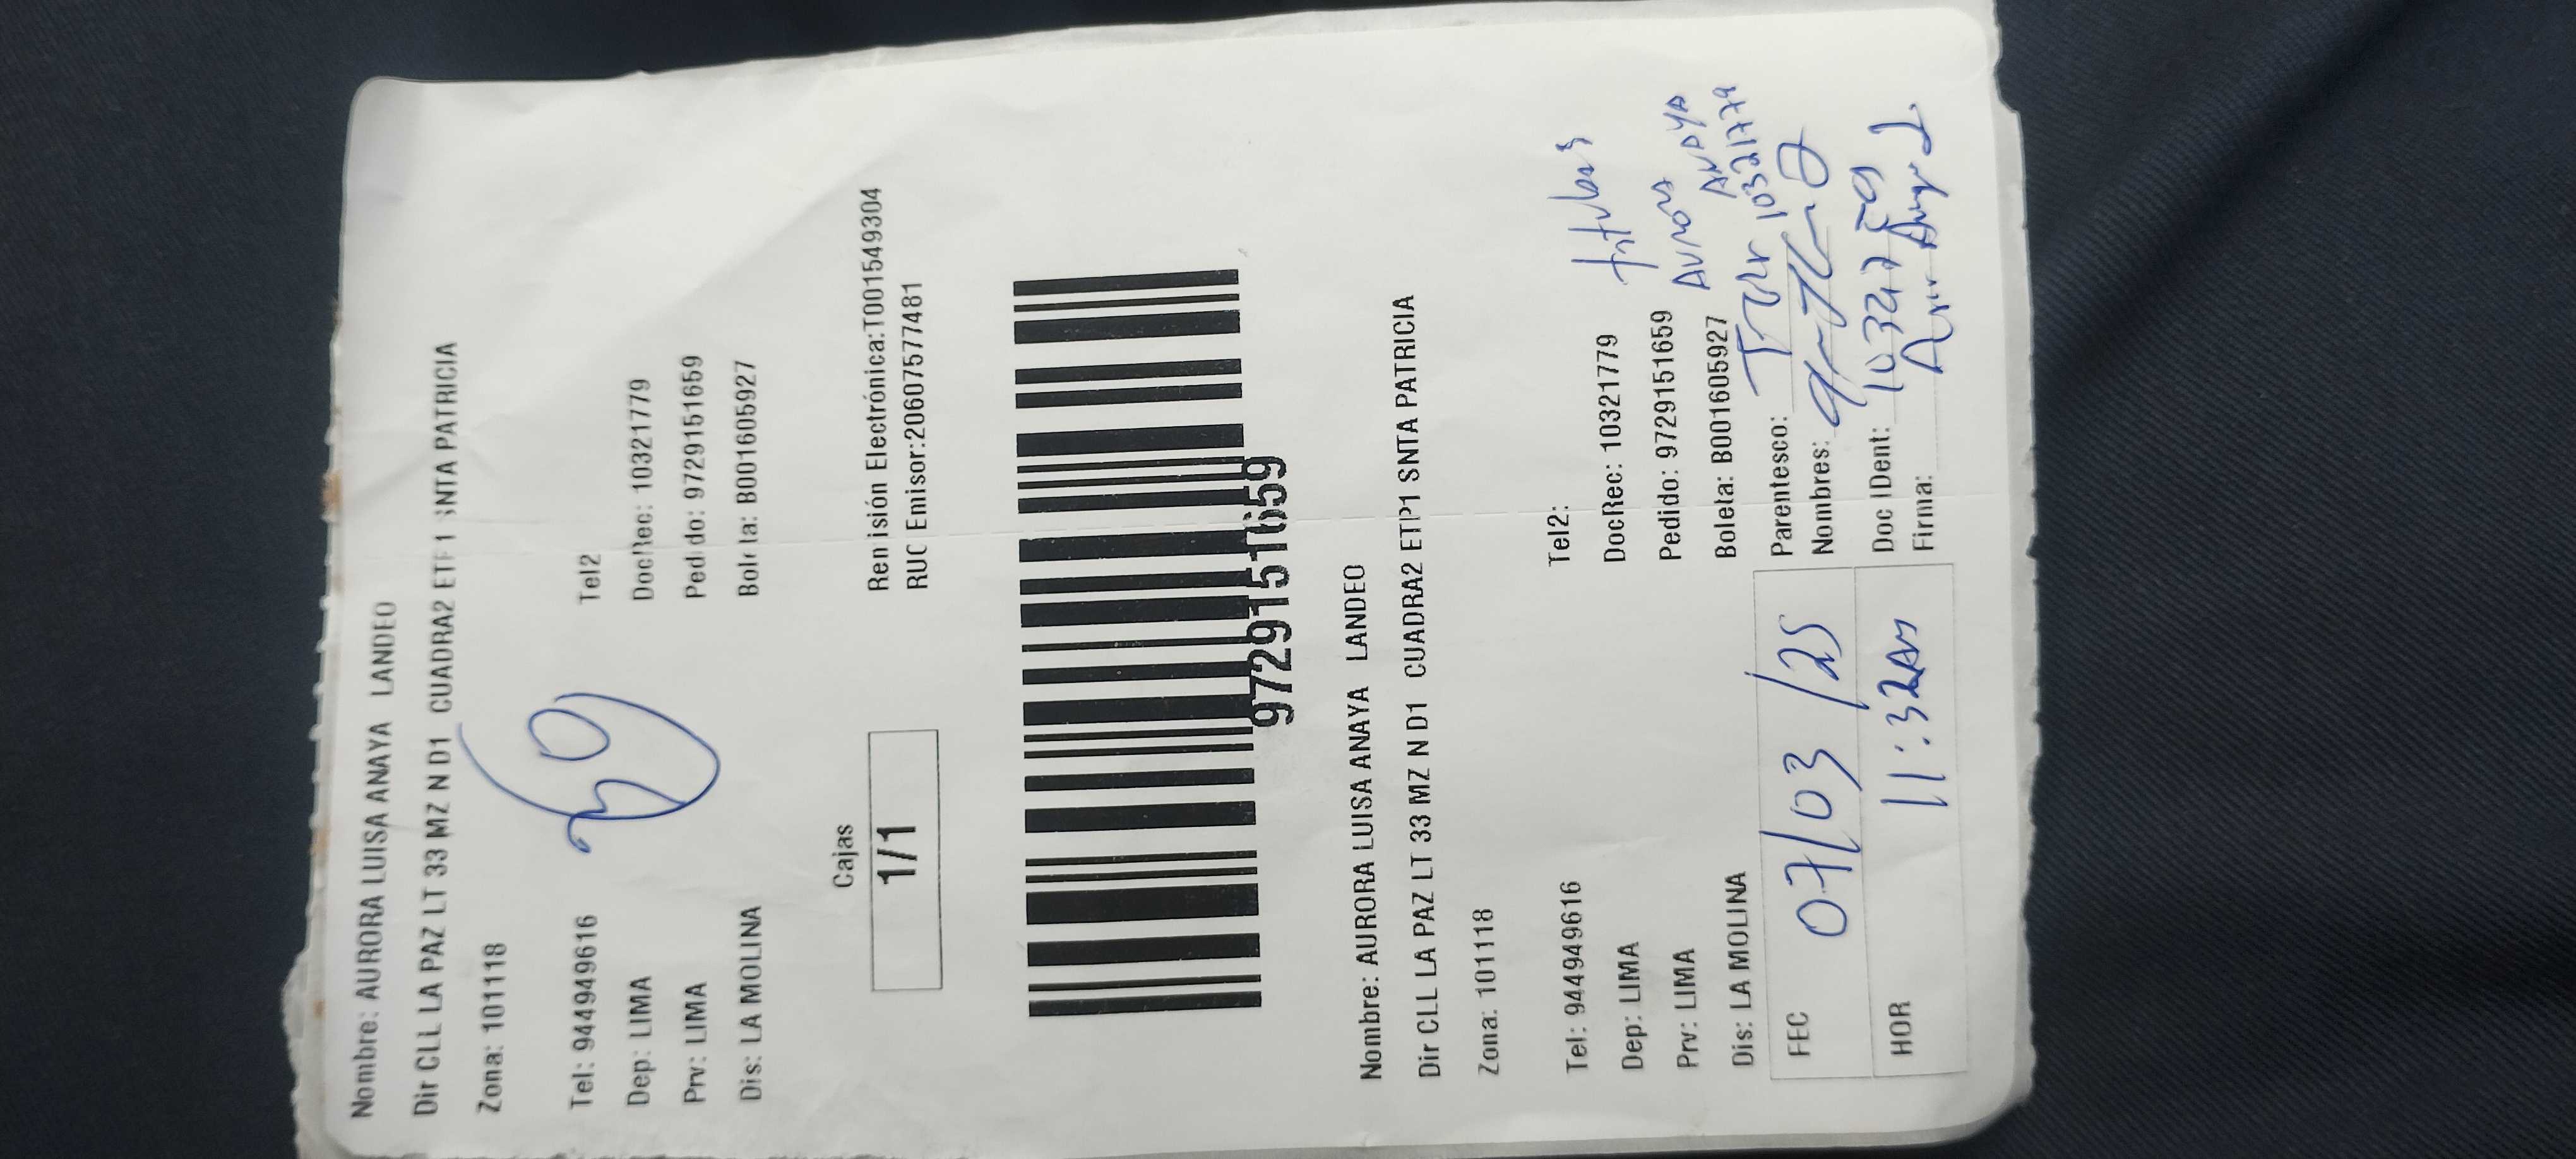 Nombre: AURORA LUISA ANAYA LANDEO
Dir CLL LA PAZ LT 33 MZ N D1 CUADRA2 ETP1 SNTA PATRICIA
Zona: 101118
Tel: 944949616 Tel2
Dep: LIMA DocRec: 10321779
Prv: LIMA Pedido: 9729151659
Dis: LA MOLINA Boleta: B001605927
Cajas
1/1
Remisión Electrónica:T001549304
RUC Emisor:20607577481
9729151659
Nombre: AURORA LUISA ANAYA LANDEO
Dir CLL LA PAZ LT 33 MZ N D1 CUADRA2 ETP1 SNTA PATRICIA
Zona: 101118
Tel: 944949616 Tel2:
Dep: LIMA DocRec: 10321779
Prv: LIMA Pedido: 9729151659 Aurora
Dis: LA MOLINA Boleta: B001605927 ANAYA
10321779
FEC 07/03/25 Parentesco:
Nombres:
HOR 11:32AM Doc IDent:
Firma: